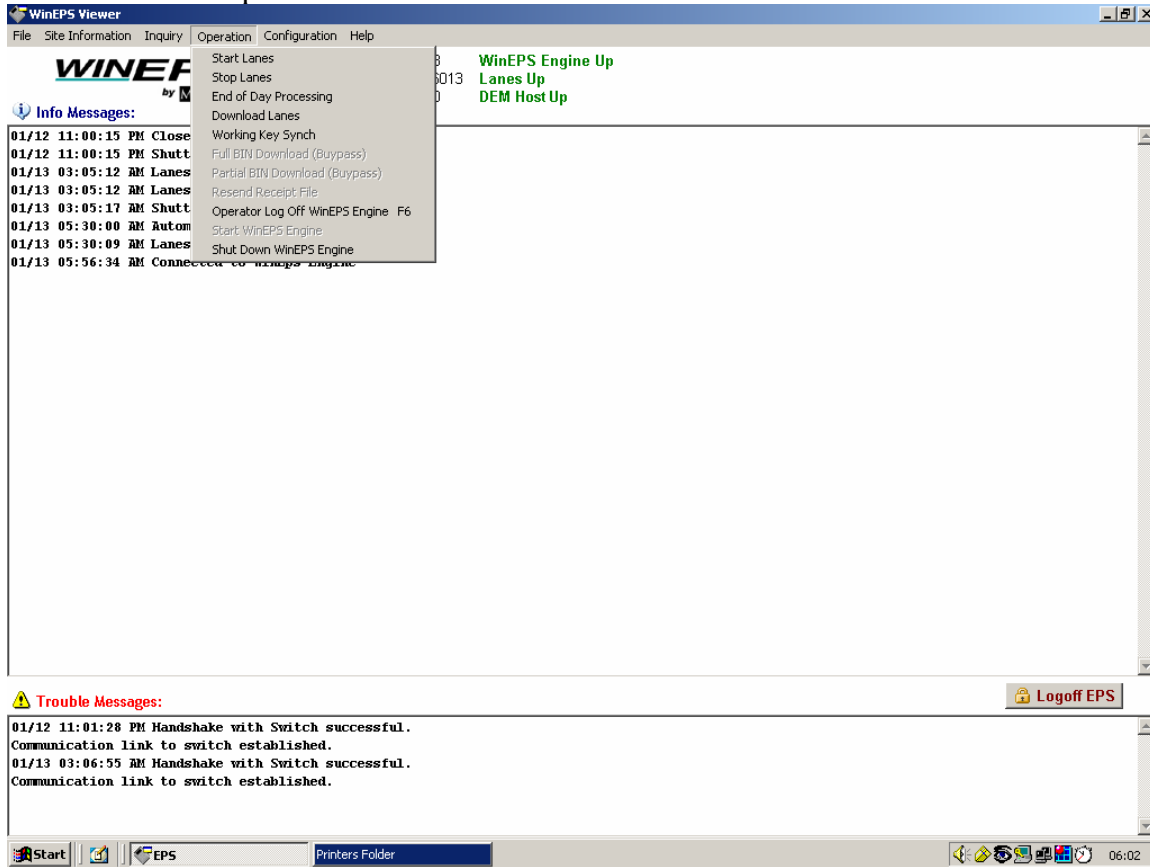 WinEPS Viewer
File Site Information Inquiry Operation Configuration Help
Start Lanes
Stop Lanes
End of Day Processing
Download Lanes
Working Key Synch
Full BIN Download (Buypass)
Partial BIN Download (Buypass)
Resend Receipt File
Operator Log Off WinEPS Engine F6
Start WinEPS Engine
Shut Down WinEPS Engine
WINEP
by M
3 WinEPS Engine Up
6013 Lanes Up
0 DEM Host Up
Info Messages:
01/12 11:00:15 PM Close
01/12 11:00:15 PM Shutt
01/13 03:05:12 AM Lanes
01/13 03:05:12 AM Lanes
01/13 03:05:17 AM Shutt
01/13 05:30:00 AM Autom
01/13 05:30:09 AM Lanes
01/13 05:56:34 AM Connected to WinEps Engine
Trouble Messages:
Logoff EPS
01/12 11:01:28 PM Handshake with Switch successful.
Communication link to switch established.
01/13 03:06:55 AM Handshake with Switch successful.
Communication link to switch established.
Start EPS Printers Folder 06:02